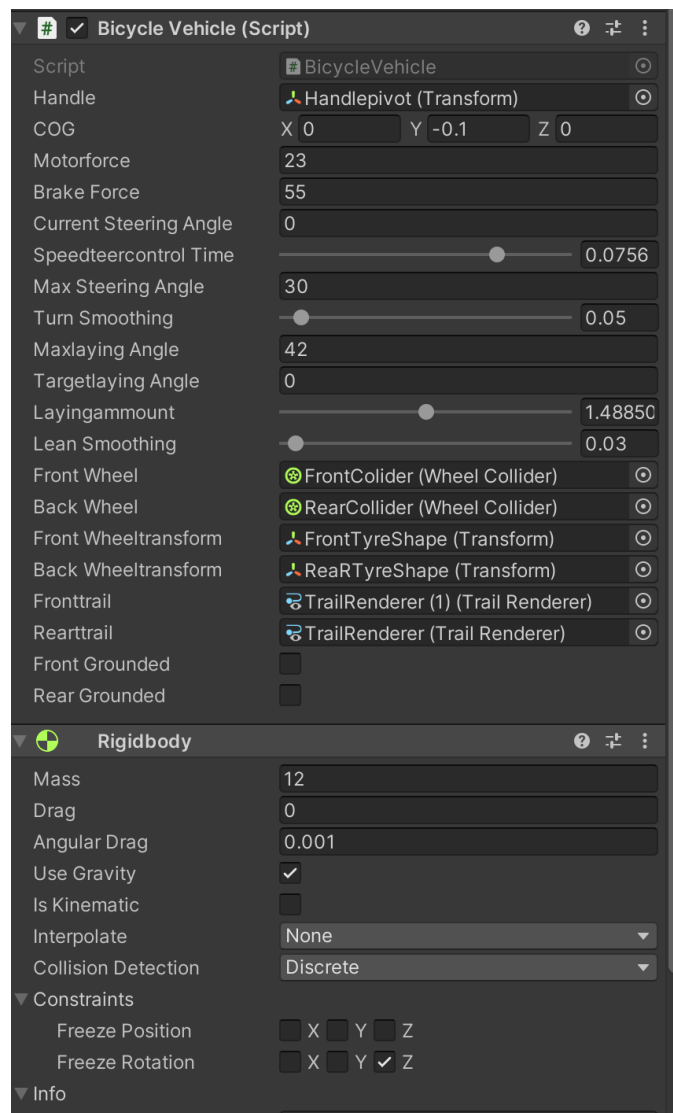 Bicycle Vehicle (Script)
Script BicycleVehicle
Handle Handlepivot (Transform)
COG X 0 Y -0.1 Z 0
Motorforce 23
Brake Force 55
Current Steering Angle 0
Speedteercontrol Time 0.0756
Max Steering Angle 30
Turn Smoothing 0.05
Maxlaying Angle 42
Targetlaying Angle 0
Layingammount 1.48850
Lean Smoothing 0.03
Front Wheel FrontColider (Wheel Collider)
Back Wheel RearCollider (Wheel Collider)
Front Wheeltransform FrontTyreShape (Transform)
Back Wheeltransform ReaRTyreShape (Transform)
Fronttrail TrailRenderer (1) (Trail Renderer)
Rearttrail TrailRenderer (Trail Renderer)
Front Grounded
Rear Grounded
Rigidbody
Mass 12
Drag 0
Angular Drag 0.001
Use Gravity
Is Kinematic
Interpolate None
Collision Detection Discrete
Constraints
Freeze Position X Y Z
Freeze Rotation X Y Z
Info